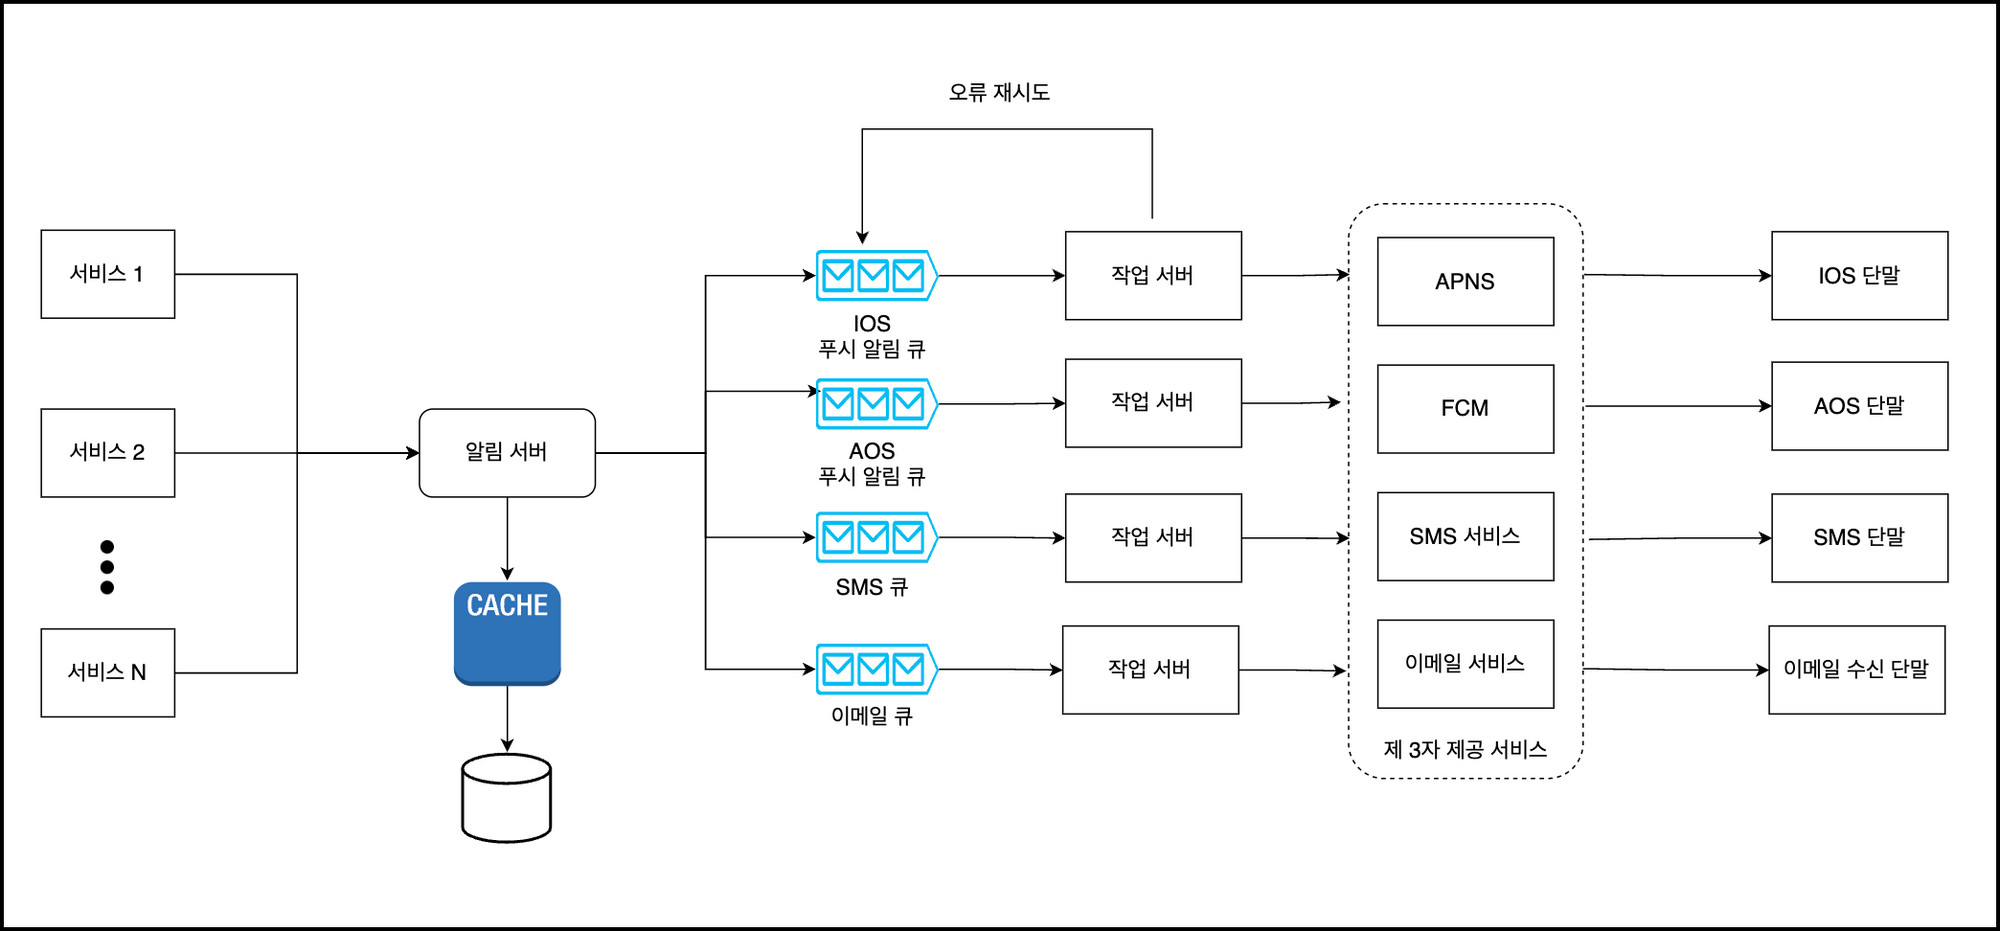 오류 재시도
서비스 1
서비스 2
서비스 N
알림 서버
CACHE
IOS
푸시 알림 큐
AOS
푸시 알림 큐
SMS 큐
이메일 큐
작업 서버
작업 서버
작업 서버
작업 서버
APNS
FCM
SMS 서비스
이메일 서비스
제 3자 제공 서비스
IOS 단말
AOS 단말
SMS 단말
이메일 수신 단말